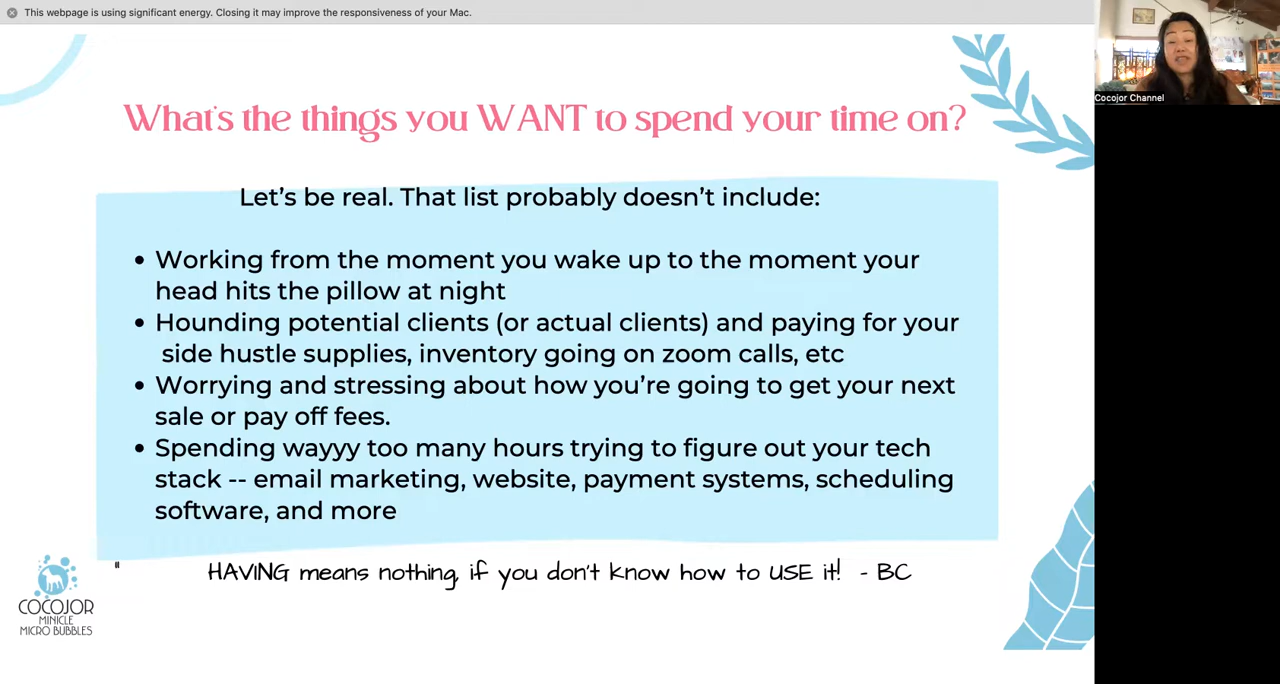 This webpage is using significant energy. Closing it may improve the responsiveness of your Mac.
Cocojor Channel
What's the things you WANT to spend your time on?
Let's be real. That list probably doesn't include:
• Working from the moment you wake up to the moment your
head hits the pillow at night
• Hounding potential clients (or actual clients) and paying for your
side hustle supplies, inventory going on zoom calls, etc
• Worrying and stressing about how you're going to get your next
sale or pay off fees.
• Spending wayyy too many hours trying to figure out your tech
stack -- email marketing, website, payment systems, scheduling
software, and more
"
HAVING means nothing, if you don't know how to USE it! - BC
COCOJOR
MINICLE
MICRO BUBBLES